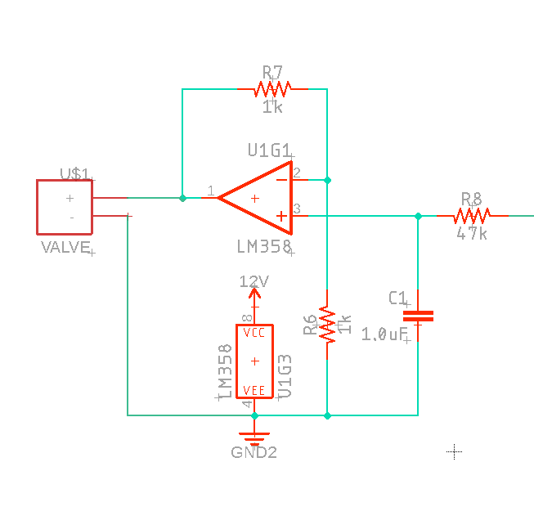 R7
1k
U1G1
U$1
+
-
VALVE
1
2
3
LM358
R8
47k
12V
8
VCC
LM358
U1G3
VEE
4
R6
1k
C1
1.0uF
GND2